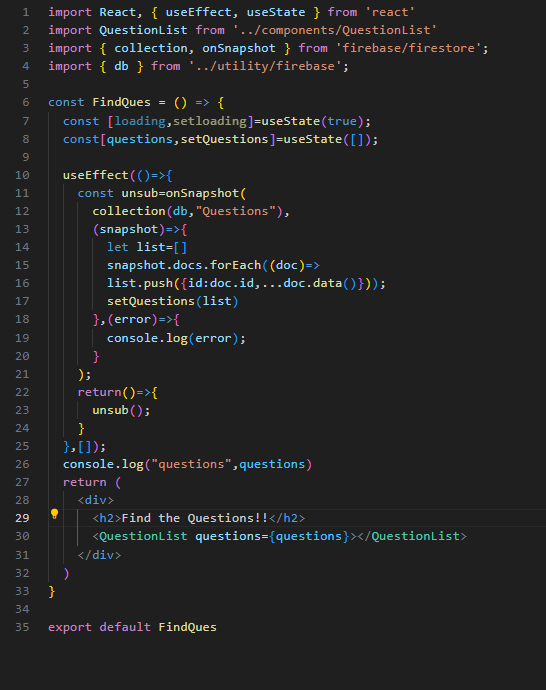 1 import React, { useEffect, useState } from 'react'
2 import QuestionList from '../components/QuestionList'
3 import { collection, onSnapshot } from 'firebase/firestore';
4 import { db } from '../utility/firebase';
5
6 const FindQues = () => {
7   const [loading,setloading]=useState(true);
8   const[questions,setQuestions]=useState([]);
9
10   useEffect(()=>{
11     const unsub=onSnapshot(
12       collection(db,"Questions"),
13       (snapshot)=>{
14         let list=[]
15         snapshot.docs.forEach((doc)=>
16         list.push({id:doc.id,...doc.data()}));
17         setQuestions(list)
18       },(error)=>{
19         console.log(error);
20       }
21     );
22     return()=>{
23       unsub();
24     }
25   },[]);
26   console.log("questions",questions)
27   return (
28     <div>
29       <h2>Find the Questions!!</h2>
30       <QuestionList questions={questions}></QuestionList>
31     </div>
32   )
33 }
34
35 export default FindQues